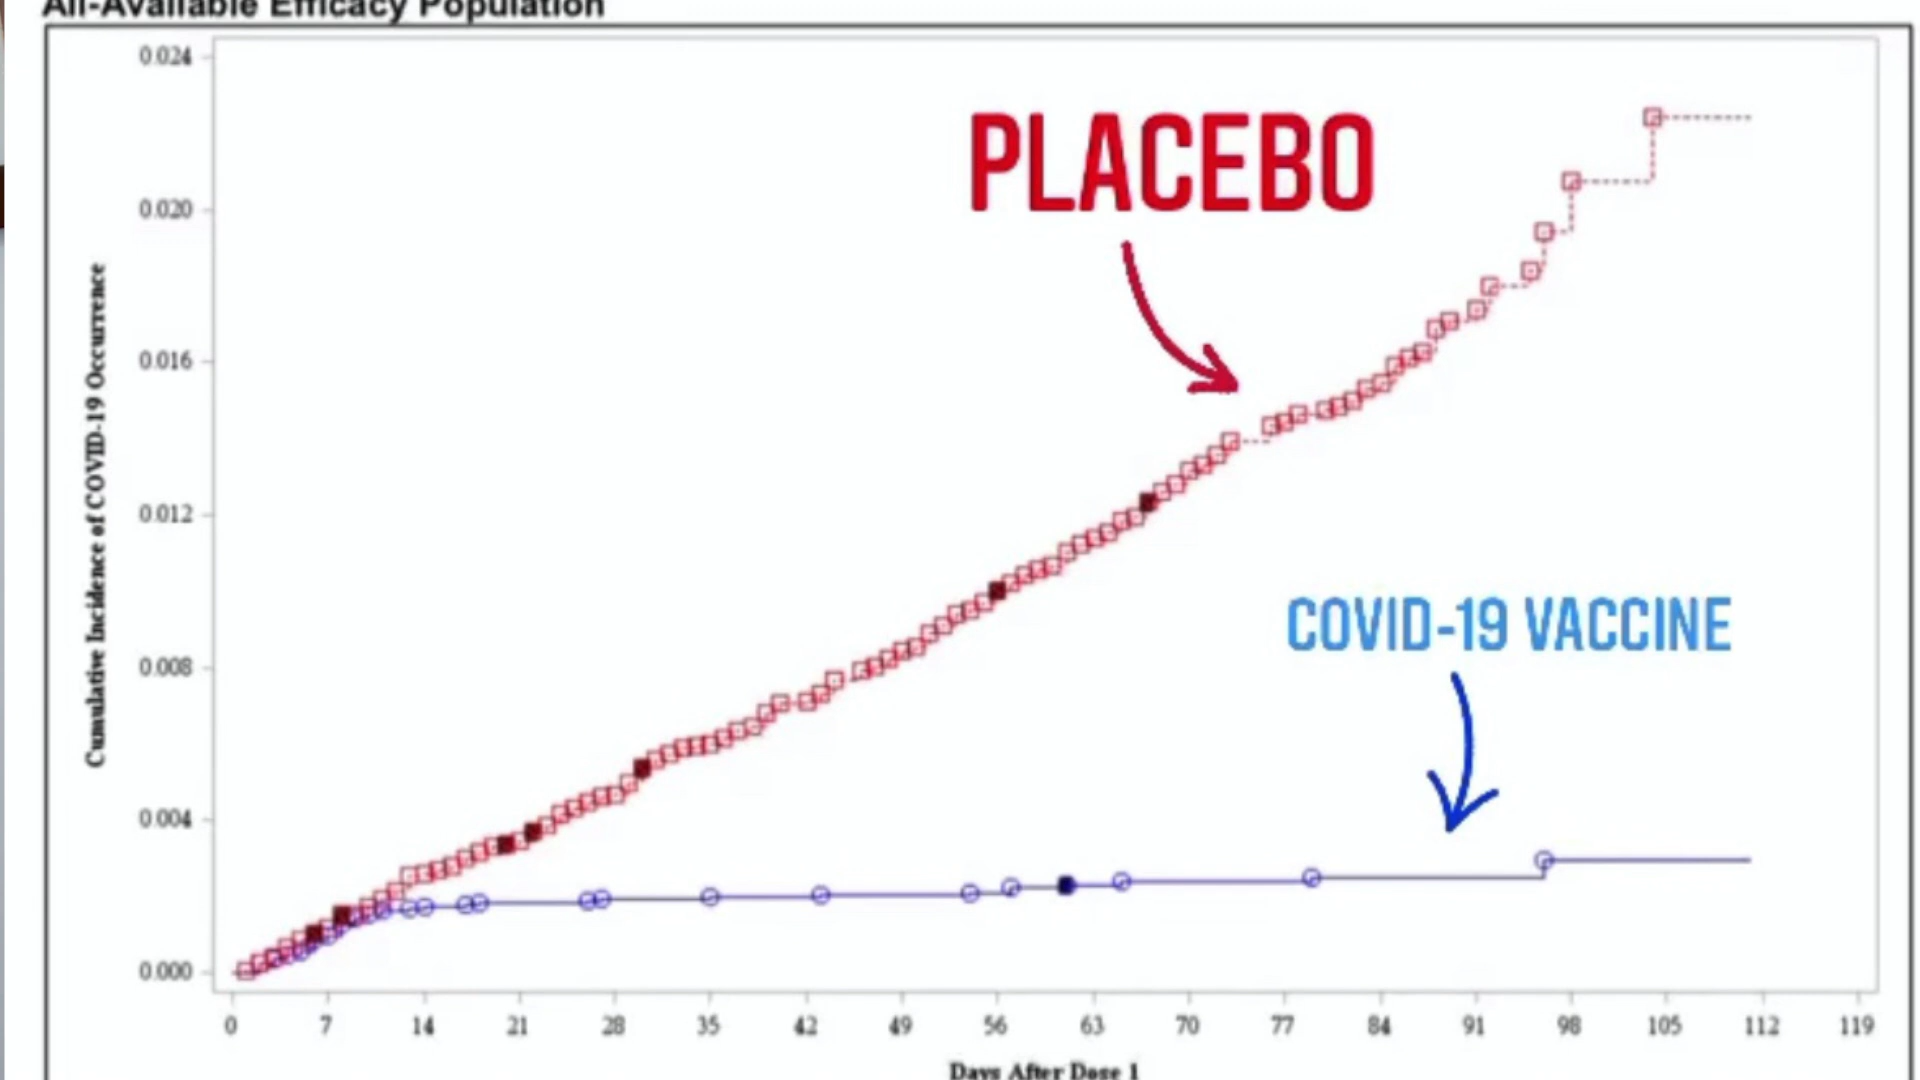 All-Available Efficacy Population
0.024
0.020
0.016
0.012
0.008
0.004
0.000
Cumulative Incidence of COVID-19 Occurrence
PLACEBO
COVID-19 VACCINE
0 7 14 21 28 35 42 49 56 63 70 77 84 91 98 105 112 119
Days After Dose 1